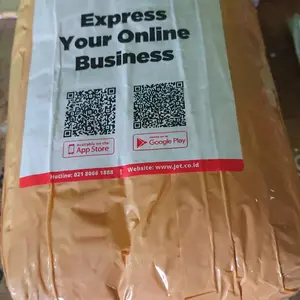 Express
Your Online
Business
App Store
Google Play
Hotline: 021 8066 1888 | Website: www.jet.co.id